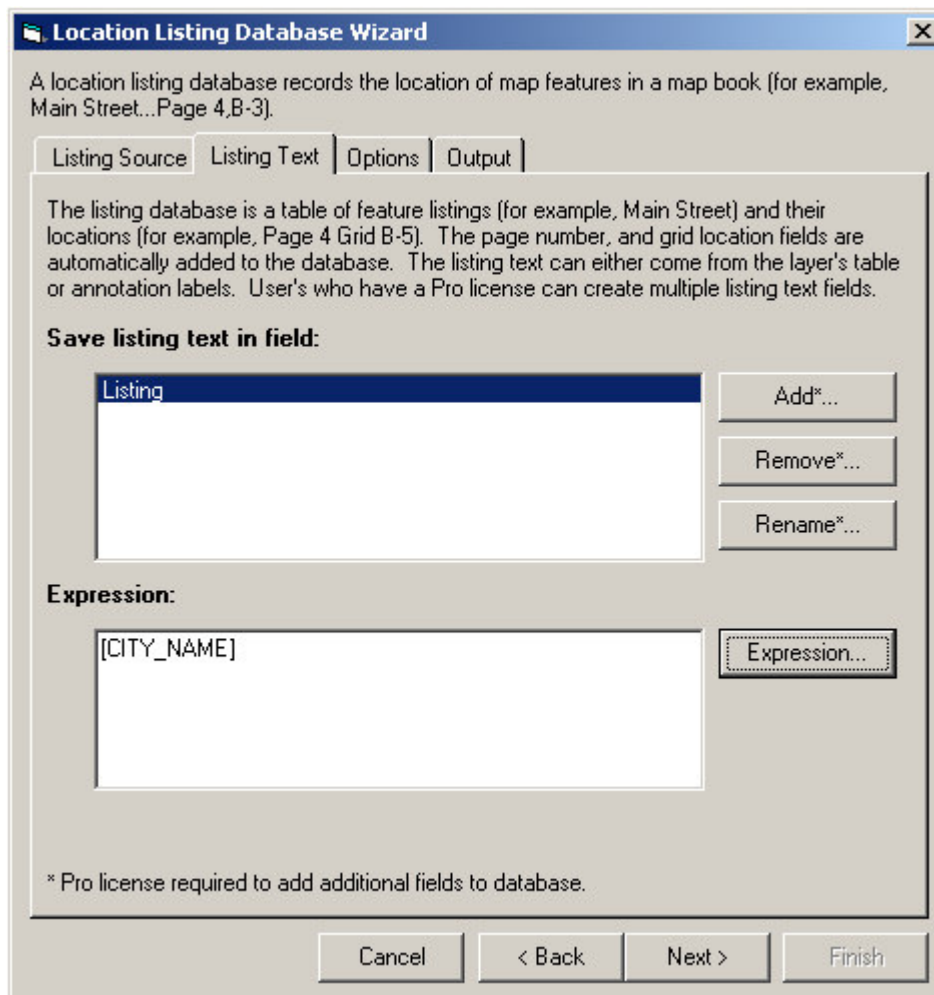 Location Listing Database Wizard
A location listing database records the location of map features in a map book (for example,
Main Street...Page 4,B-3).
Listing Source Listing Text Options Output
The listing database is a table of feature listings (for example, Main Street) and their
locations (for example, Page 4 Grid B-5).  The page number, and grid location fields are
automatically added to the database.  The listing text can either come from the layer's table
or annotation labels.  User's who have a Pro license can create multiple listing text fields.
Save listing text in field:
Listing
Add*...
Remove*...
Rename*...
Expression:
[CITY_NAME]
Expression...
* Pro license required to add additional fields to database.
Cancel < Back Next > Finish